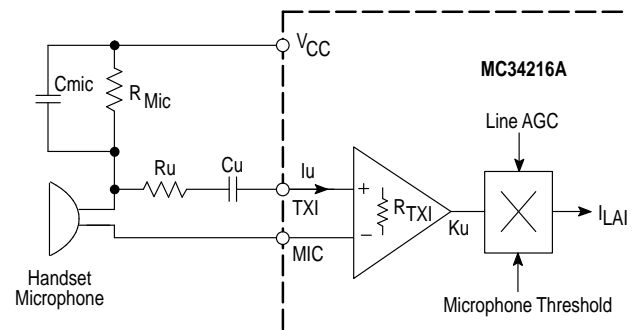 VCC
MC34216A
Cmic
RMic
Line AGC
Ru
Cu
Iu
TXI
+
RTXI
−
Ku
ILAI
MIC
Handset
Microphone
Microphone Threshold